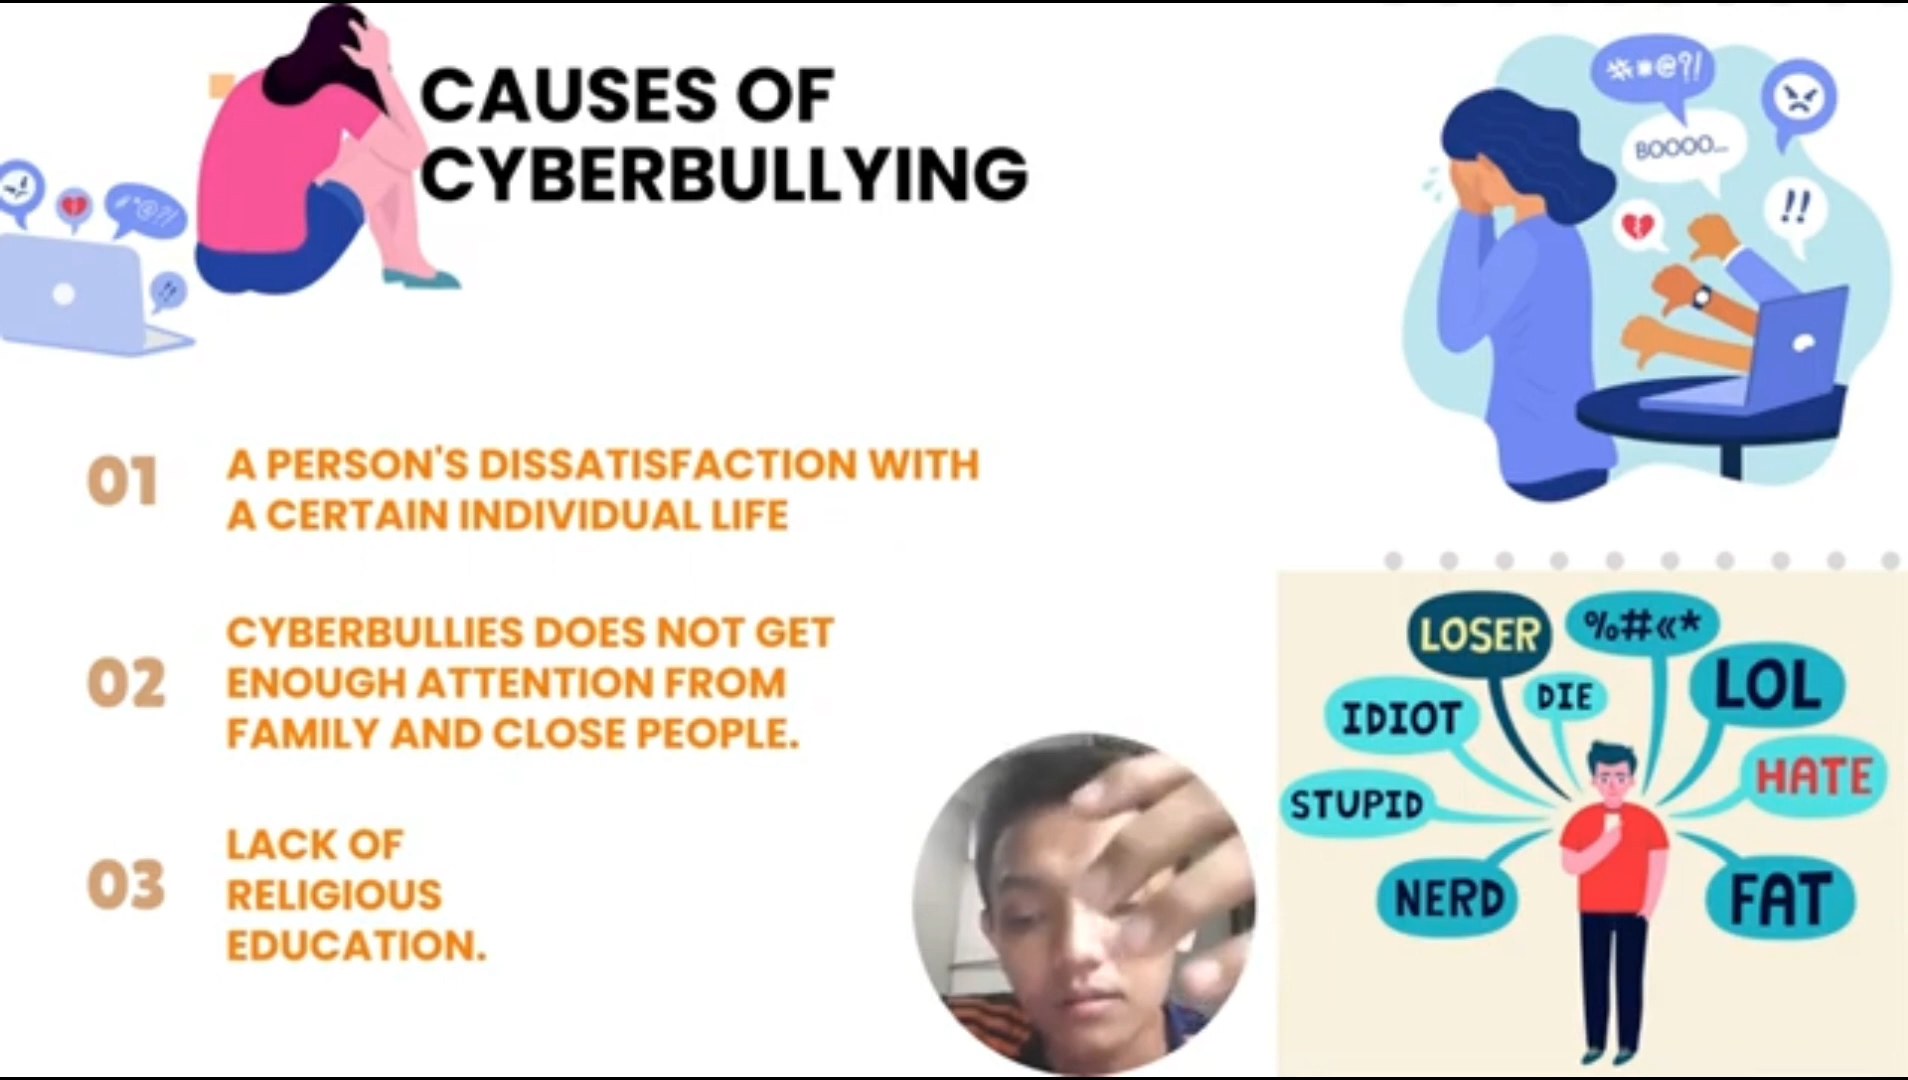 CAUSES OF
CYBERBULLYING
#*@?!
!!
**@?!
BOOOO...
!!
01
A PERSON'S DISSATISFACTION WITH
A CERTAIN INDIVIDUAL LIFE
02
CYBERBULLIES DOES NOT GET
ENOUGH ATTENTION FROM
FAMILY AND CLOSE PEOPLE.
03
LACK OF
RELIGIOUS
EDUCATION.
LOSER
%#«*
IDIOT
DIE
LOL
STUPID
HATE
NERD
FAT